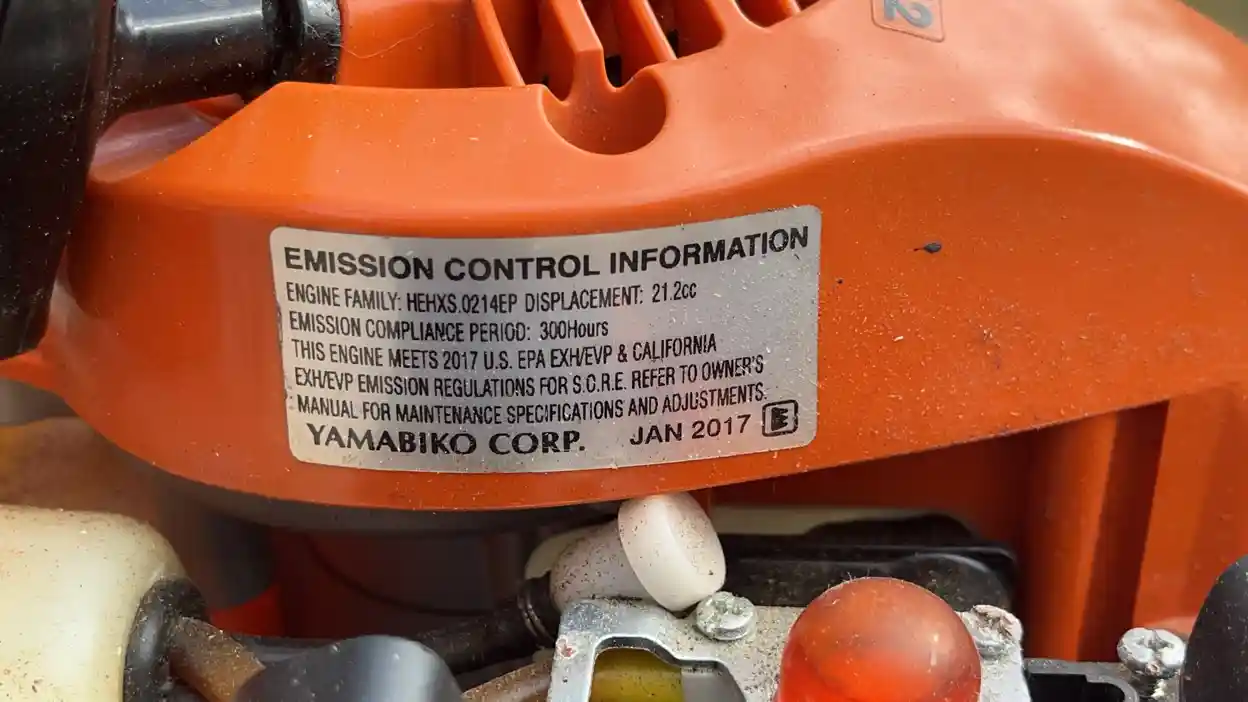 2
EMISSION CONTROL INFORMATION
ENGINE FAMILY: HEHXS.0214EP DISPLACEMENT: 21.2cc
EMISSION COMPLIANCE PERIOD: 300Hours
THIS ENGINE MEETS 2017 U.S. EPA EXH/EVP & CALIFORNIA
EXH/EVP EMISSION REGULATIONS FOR S.O.R.E. REFER TO OWNER'S
MANUAL FOR MAINTENANCE SPECIFICATIONS AND ADJUSTMENTS.
YAMABIKO CORP. JAN 2017 E